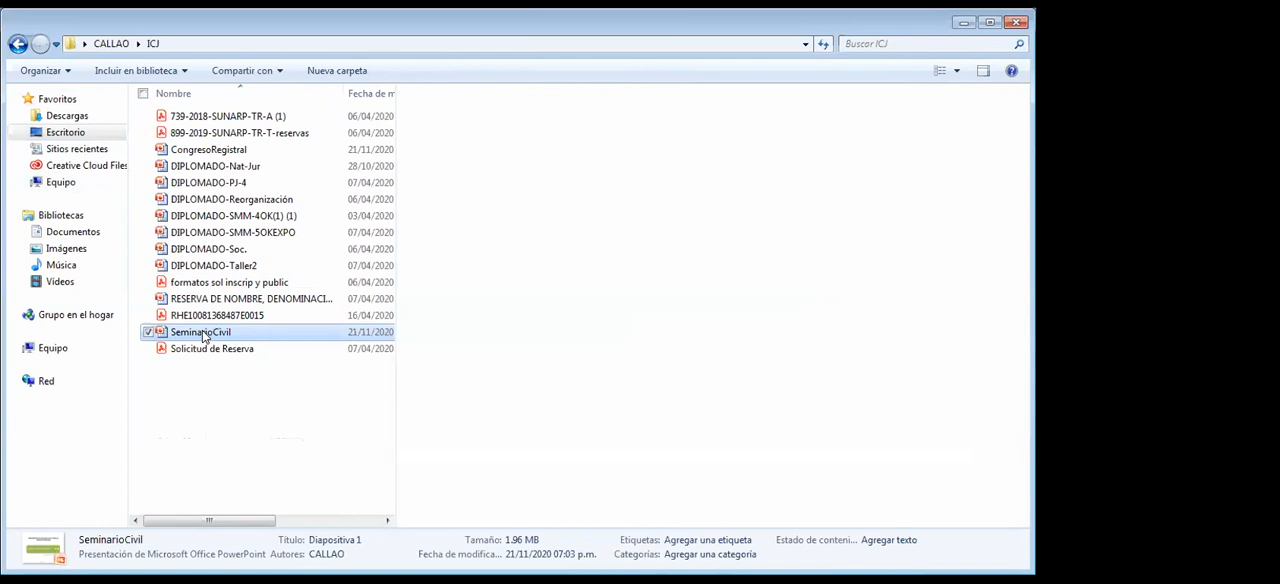 CALLAO ICJ
Buscar ICJ
Organizar Incluir en biblioteca Compartir con Nueva carpeta
Favoritos
Descargas
Escritorio
Sitios recientes
Creative Cloud Files
Equipo
Bibliotecas
Documentos
Imágenes
Música
Vídeos
Grupo en el hogar
Equipo
Red
Nombre Fecha de m
739-2018-SUNARP-TR-A (1) 06/04/2020
899-2019-SUNARP-TR-T-reservas 06/04/2020
CongresoRegistral 21/11/2020
DIPLOMADO-Nat-Jur 28/10/2020
DIPLOMADO-PJ-4 07/04/2020
DIPLOMADO-Reorganización 06/04/2020
DIPLOMADO-SMM-4OK(1) (1) 03/04/2020
DIPLOMADO-SMM-5OKEXPO 07/04/2020
DIPLOMADO-Soc. 06/04/2020
DIPLOMADO-Taller2 07/04/2020
formatos sol inscrip y public 06/04/2020
RESERVA DE NOMBRE, DENOMINACI... 07/04/2020
RHE10081368487E0015 16/04/2020
SeminarioCivil 21/11/2020
Solicitud de Reserva 07/04/2020
SeminarioCivil Título: Diapositiva 1 Tamaño: 1.96 MB Etiquetas: Agregar una etiqueta Estado de conteni... Agregar texto
Presentación de Microsoft Office PowerPoint Autores: CALLAO Fecha de modifica... 21/11/2020 07:03 p.m. Categorías: Agregar una categoría